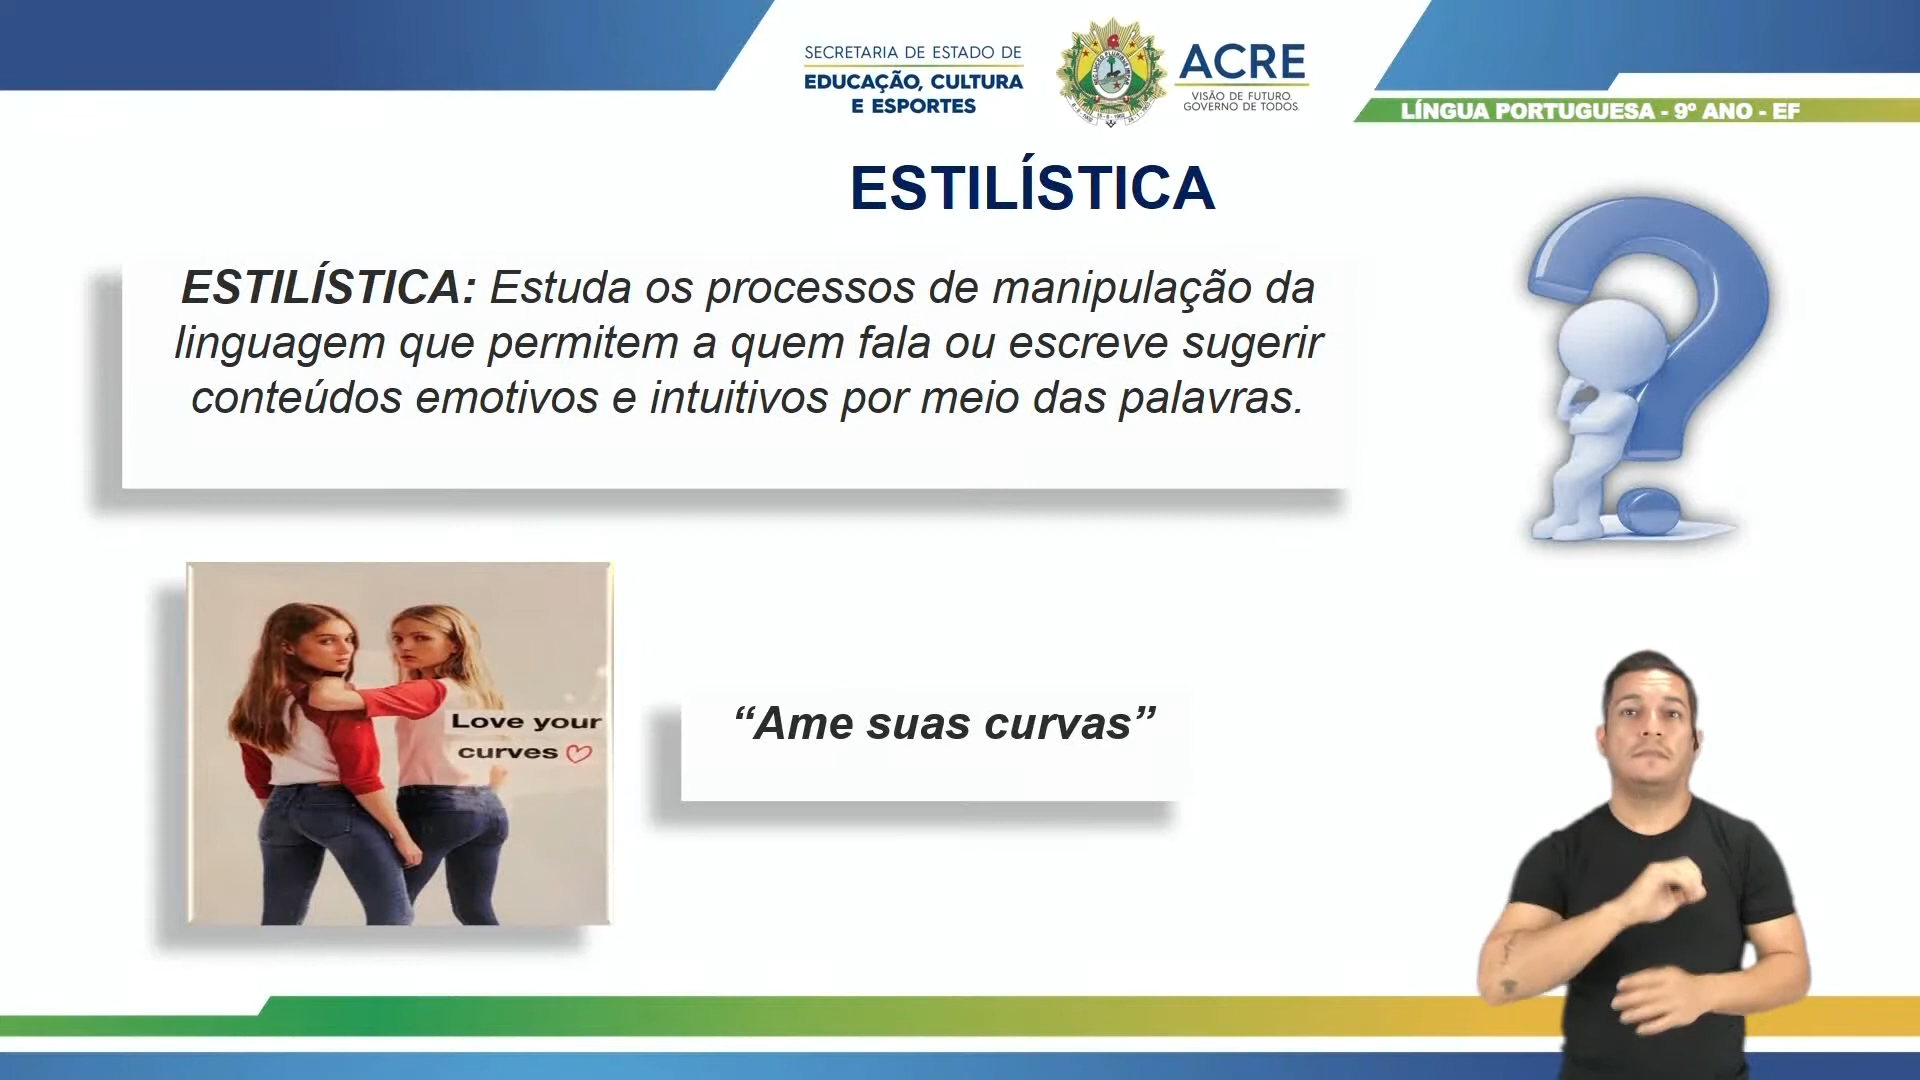 SECRETARIA DE ESTADO DE
EDUCAÇÃO, CULTURA
E ESPORTES
ACRE
VISÃO DE FUTURO.
GOVERNO DE TODOS.
LÍNGUA PORTUGUESA - 9º ANO - EF
ESTILÍSTICA
ESTILÍSTICA: Estuda os processos de manipulação da
linguagem que permitem a quem fala ou escreve sugerir
conteúdos emotivos e intuitivos por meio das palavras.
Love your
curves
“Ame suas curvas”